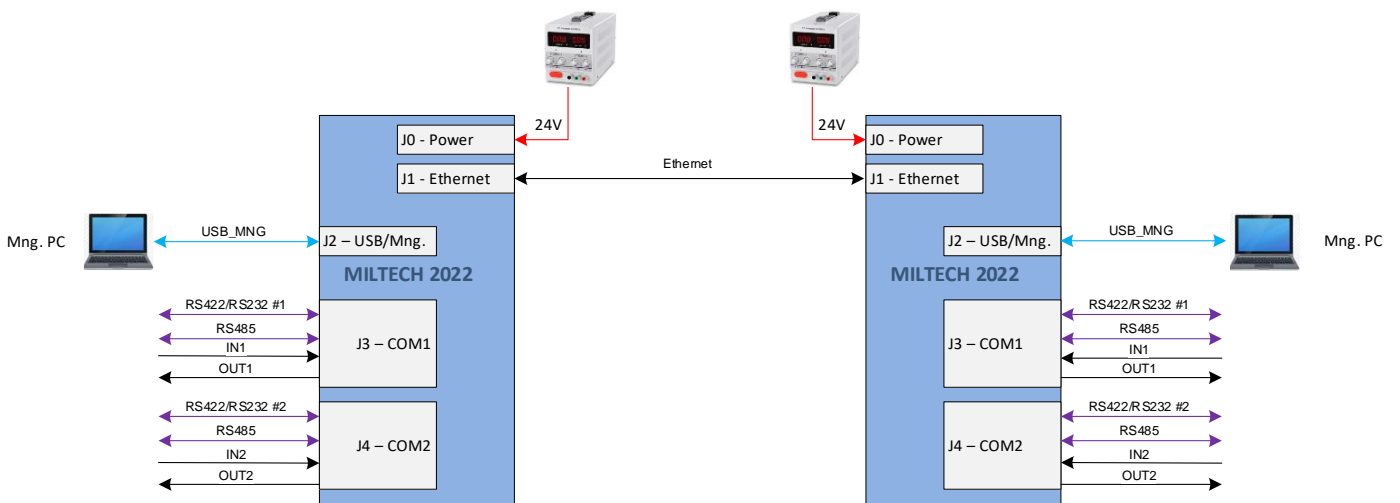 24V
24V
J0 - Power
J0 - Power
Ethernet
J1 - Ethernet
J1 - Ethernet
USB_MNG
USB_MNG
Mng. PC
J2 – USB/Mng.
J2 – USB/Mng.
Mng. PC
MILTECH 2022
MILTECH 2022
RS422/RS232 #1
RS422/RS232 #1
RS485
RS485
J3 – COM1
J3 – COM1
IN1
IN1
OUT1
OUT1
RS422/RS232 #2
RS422/RS232 #2
RS485
RS485
J4 – COM2
J4 – COM2
IN2
IN2
OUT2
OUT2